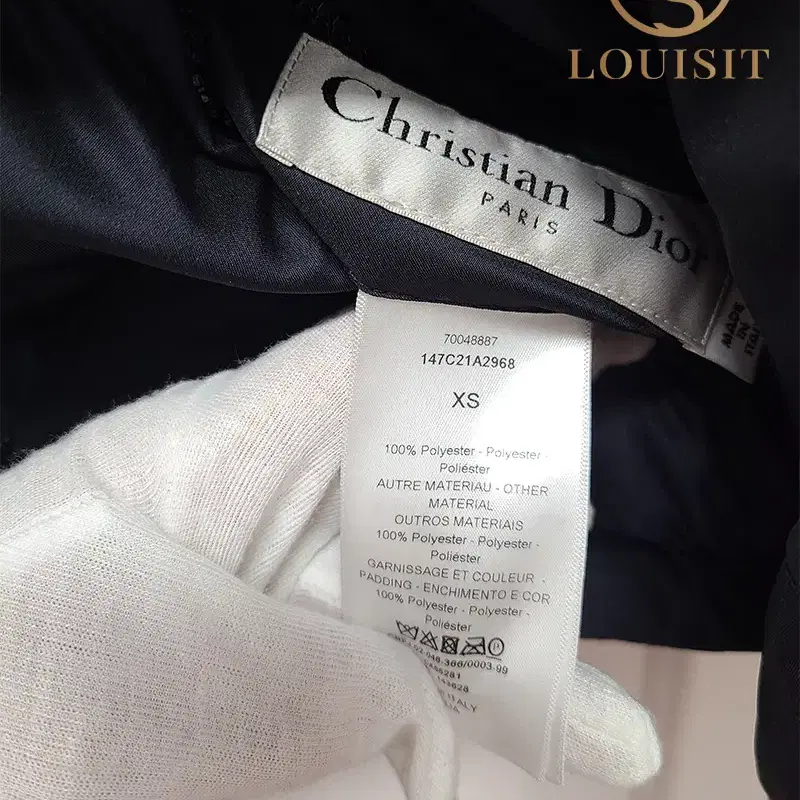 LOUISIT
Christian Dior
PARIS
MADE
IN
70048887
147C21A2968
XS
100% Polyester - Polyester -
Poliéster
AUTRE MATERIAU - OTHER
MATERIAL
OUTROS MATERIAIS
100% Polyester - Polyester -
Poliéster
GARNISSAGE ET COULEUR -
PADDING - ENCHIMENTO E COR
100% Polyester - Polyester -
Poliéster